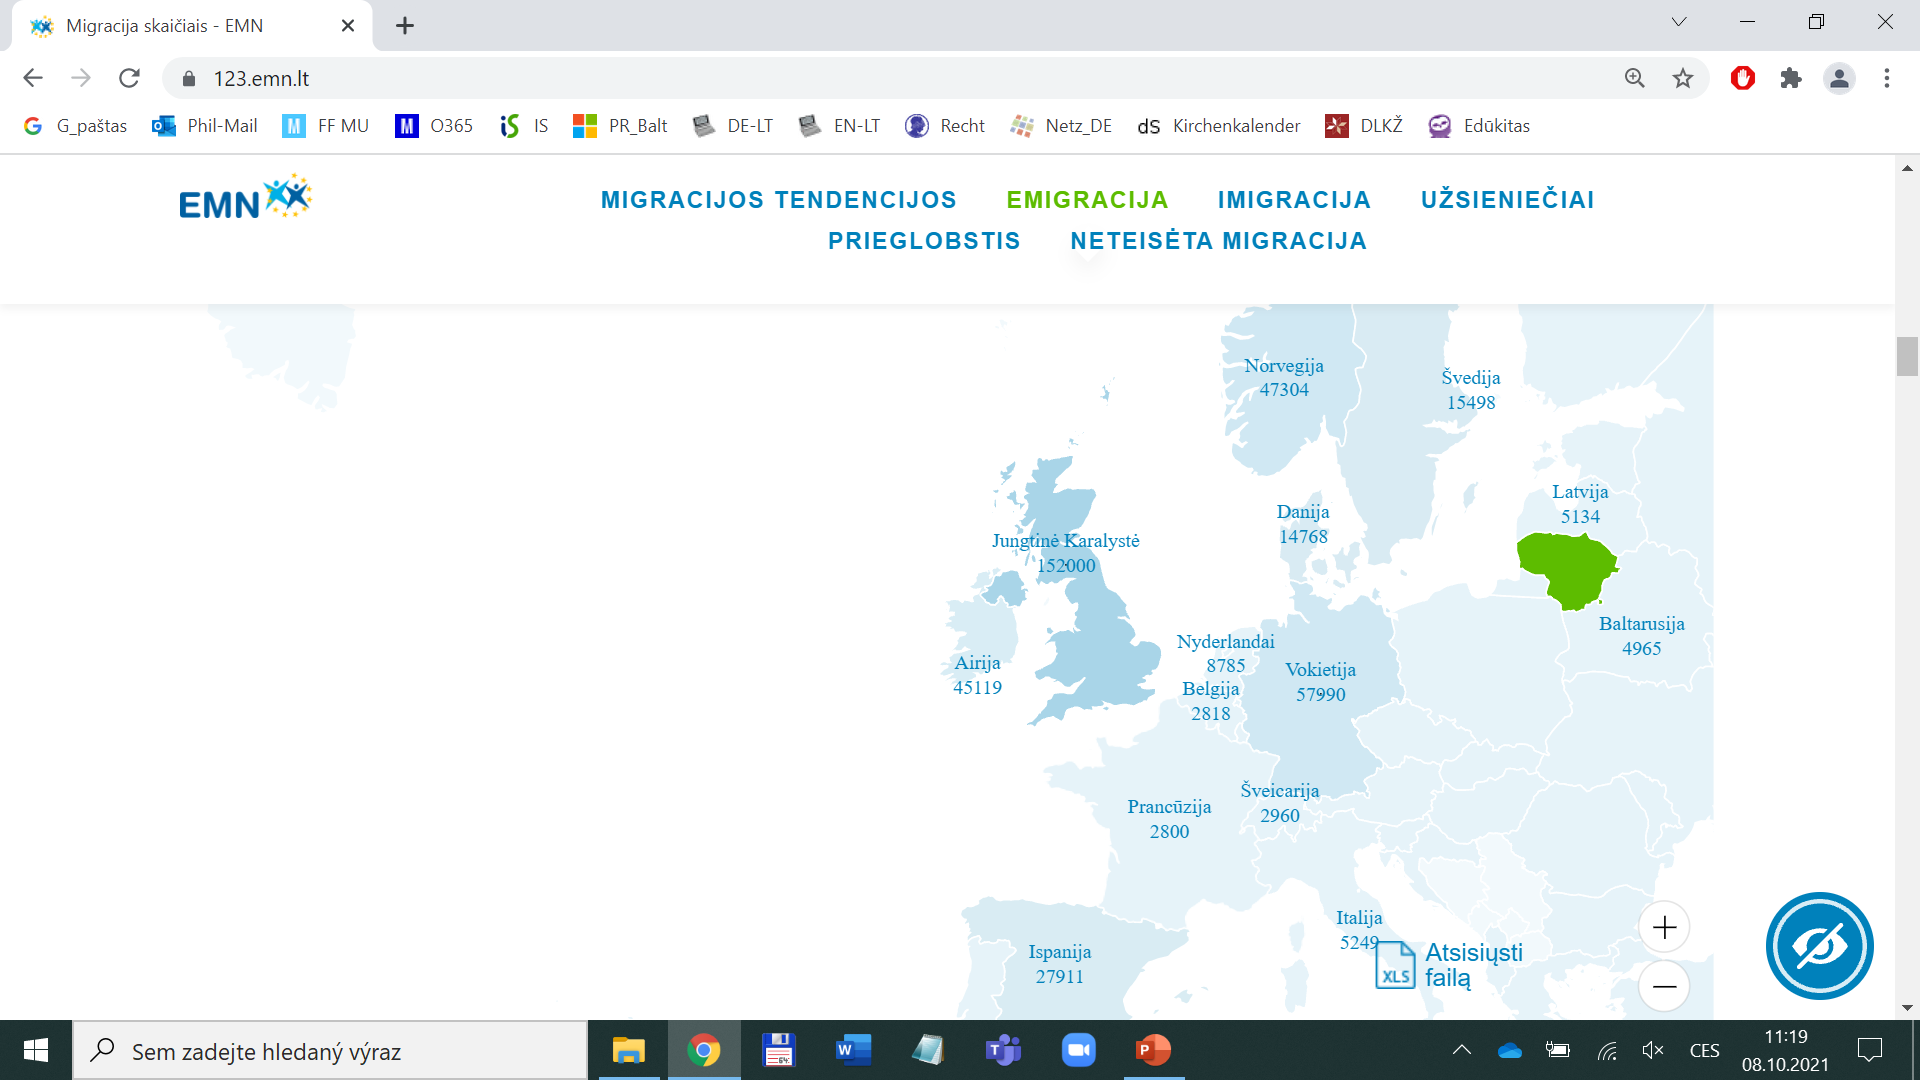 Migracija skaičiais - EMN
123.emn.lt
G_paštas Phil-Mail FF MU O365 IS PR_Balt DE-LT EN-LT Recht Netz_DE Kirchenkalender DLKŽ Edūkitas
EMN
MIGRACIJOS TENDENCIJOS EMIGRACIJA IMIGRACIJA UŽSIENIEČIAI
PRIEGLOBSTIS NETEISĖTA MIGRACIJA
Norvegija
47304
Švedija
15498
Latvija
5134
Danija
14768
Jungtinė Karalystė
152000
Baltarusija
4965
Nyderlandai
8785
Airija
45119
Vokietija
57990
Belgija
2818
Šveicarija
2960
Prancūzija
2800
Italija
5249
Ispanija
27911
XLS
Atsisiųsti
failą
Sem zadejte hledaný výraz
CES
11:19
08.10.2021